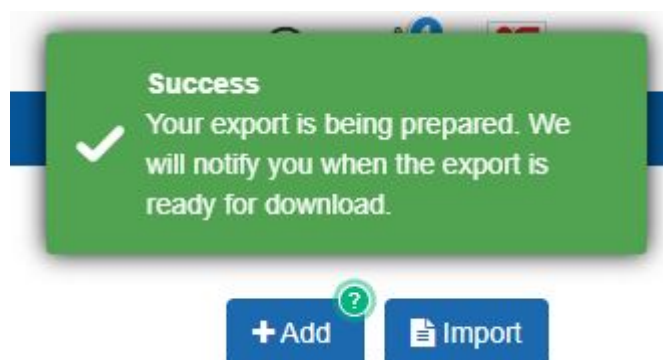 Success
Your export is being prepared. We
will notify you when the export is
ready for download.
?
+ Add
Import